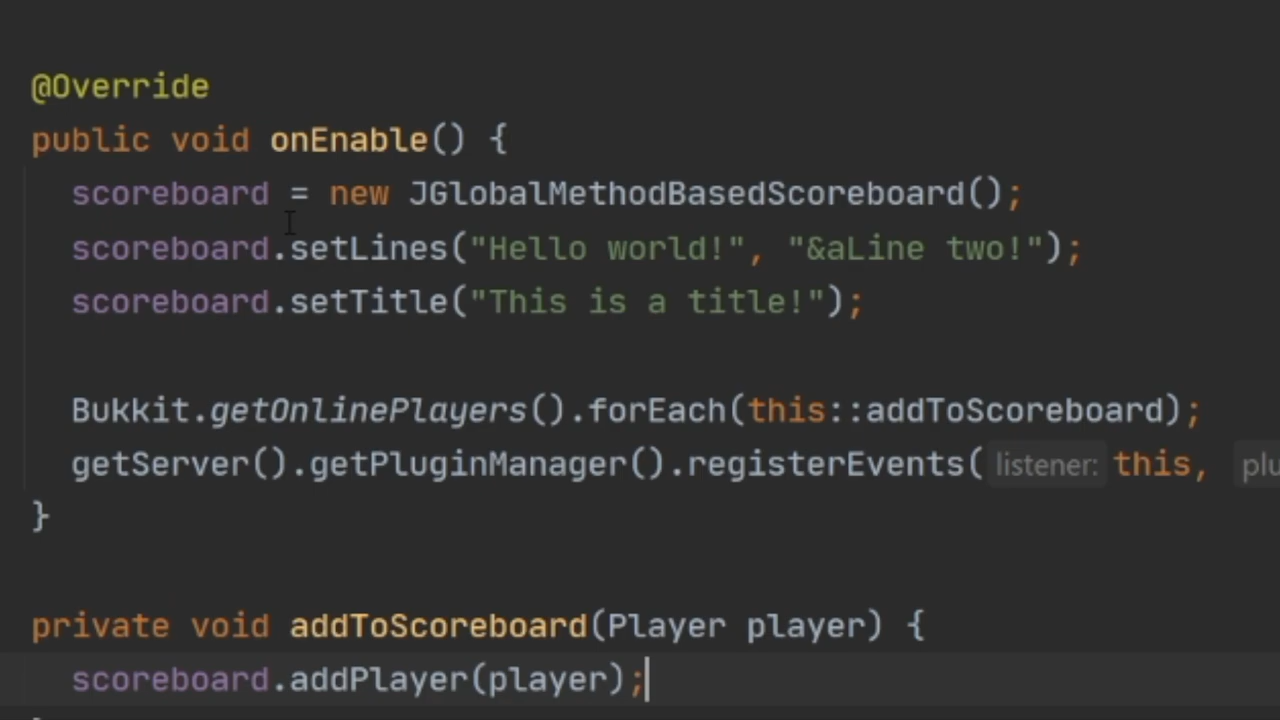 @Override
public void onEnable() {
scoreboard = new JGlobalMethodBasedScoreboard();
scoreboard.setLines("Hello world!", "&aLine two!");
scoreboard.setTitle("This is a title!");
Bukkit.getOnlinePlayers().forEach(this::addToScoreboard);
getServer().getPluginManager().registerEvents( listener: this, plu
}
private void addToScoreboard(Player player) {
scoreboard.addPlayer(player);